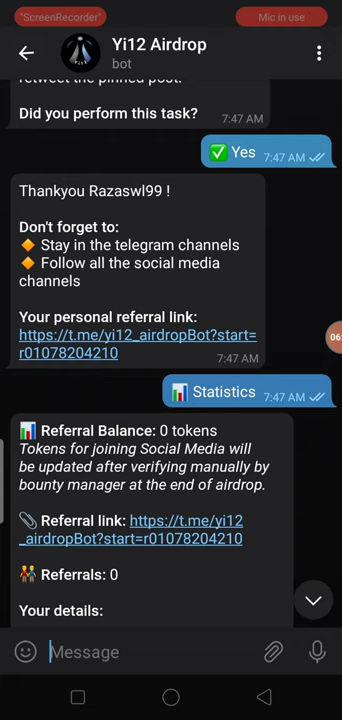 "ScreenRecorder"
Mic in use
Yi12 Airdrop
bot
retweet the pinned post.
Did you perform this task?
7:47 AM
Yes 7:47 AM
Thankyou Razaswl99 !
Don't forget to:
Stay in the telegram channels
Follow all the social media
channels
Your personal referral link:
https://t.me/yi12_airdropBot?start=
r01078204210
7:47 AM
Statistics 7:47 AM
Referral Balance: 0 tokens
Tokens for joining Social Media will
be updated after verifying manually by
bounty manager at the end of airdrop.
Referral link: https://t.me/yi12
_airdropBot?start=r01078204210
Referrals: 0
Your details:
Message